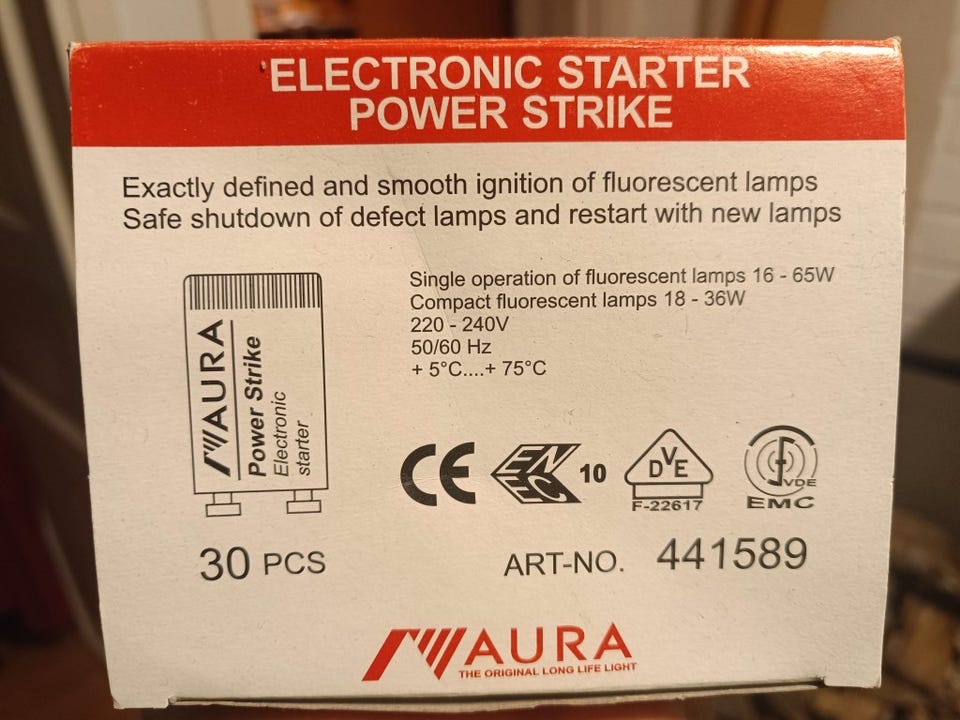 ELECTRONIC STARTER
POWER STRIKE
Exactly defined and smooth ignition of fluorescent lamps
Safe shutdown of defect lamps and restart with new lamps
Single operation of fluorescent lamps 16 - 65W
Compact fluorescent lamps 18 - 36W
220 - 240V
50/60 Hz
+ 5°C....+ 75°C
AURA
Power Strike
Electronic
starter
CE
EN
EC
10
DVE
F-22617
VDE
EMC
30 PCS
ART-NO. 441589
AURA
THE ORIGINAL LONG LIFE LIGHT